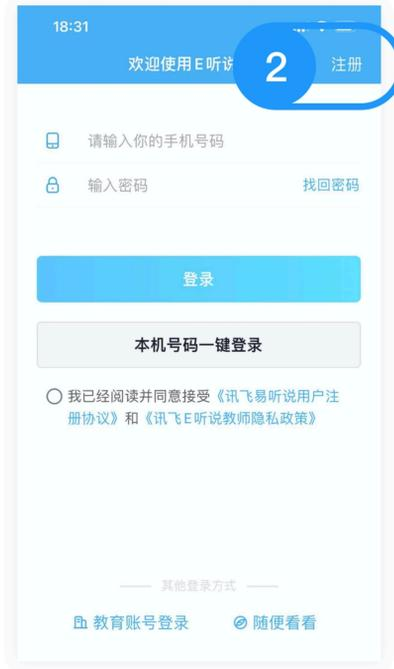 18:31
欢迎使用E听说
2
注册
请输入你的手机号码
输入密码
找回密码
登录
本机号码一键登录
我已经阅读并同意接受《讯飞易听说用户注
册协议》和《讯飞E听说教师隐私政策》
其他登录方式
教育账号登录
随便看看